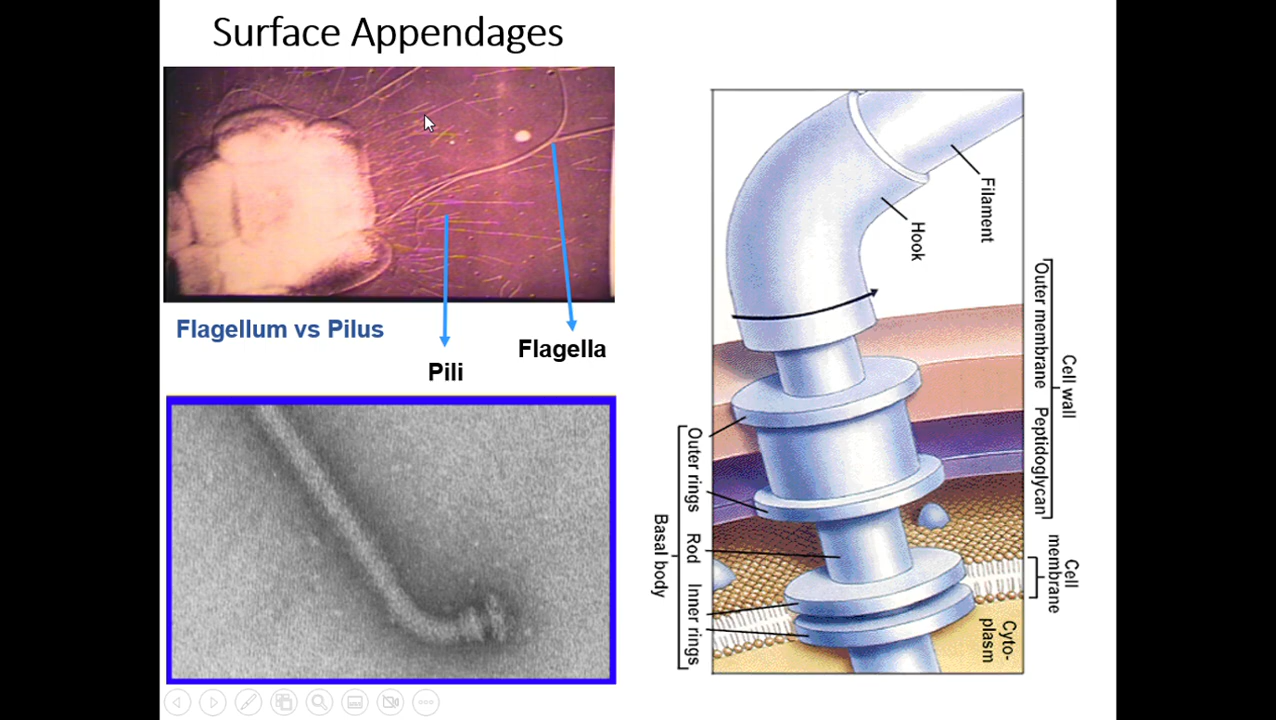 Surface Appendages
Flagellum vs Pilus
Pili
Flagella
Filament
Hook
Cell wall
Outer membrane
Peptidoglycan
Cell
membrane
Cyto-
plasm
Outer rings
Rod
Inner rings
Basal body